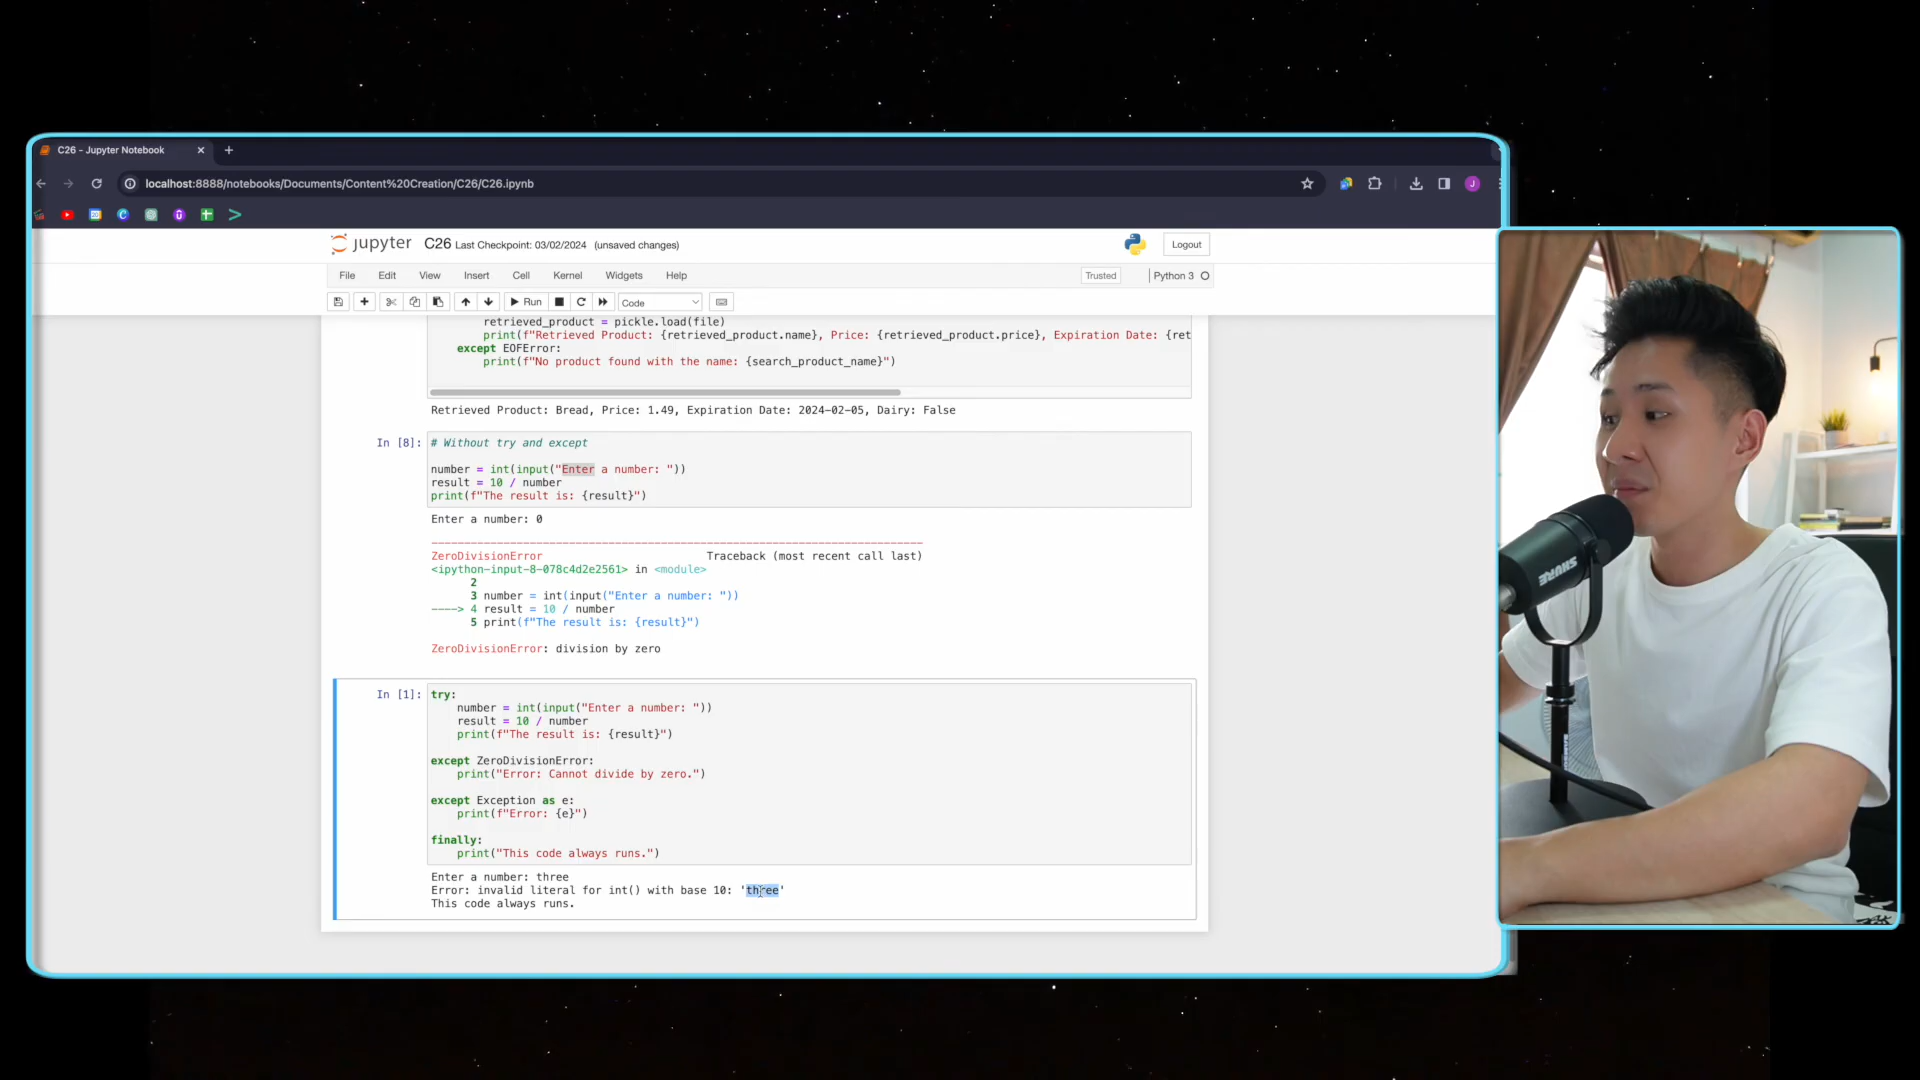 C26 - Jupyter Notebook
localhost:8888/notebooks/Documents/Content%20Creation/C26/C26.ipynb
J
jupyter C26 Last Checkpoint: 03/02/2024 (unsaved changes)
Logout
File Edit View Insert Cell Kernel Widgets Help
Trusted
Python 3
Run
Code
retrieved_product = pickle.load(file)
print(f"Retrieved Product: {retrieved_product.name}, Price: {retrieved_product.price}, Expiration Date: {ret
except EOFError:
print(f"No product found with the name: {search_product_name}")
Retrieved Product: Bread, Price: 1.49, Expiration Date: 2024-02-05, Dairy: False
In [8]: # Without try and except
number = int(input("Enter a number: "))
result = 10 / number
print(f"The result is: {result}")
Enter a number: 0
ZeroDivisionError Traceback (most recent call last)
<ipython-input-8-078c4d2e2561> in <module>
2
3 number = int(input("Enter a number: "))
----> 4 result = 10 / number
5 print(f"The result is: {result}")
ZeroDivisionError: division by zero
In [1]: try:
number = int(input("Enter a number: "))
result = 10 / number
print(f"The result is: {result}")
except ZeroDivisionError:
print("Error: Cannot divide by zero.")
except Exception as e:
print(f"Error: {e}")
finally:
print("This code always runs.")
Enter a number: three
Error: invalid literal for int() with base 10: 'three'
This code always runs.
SHURE